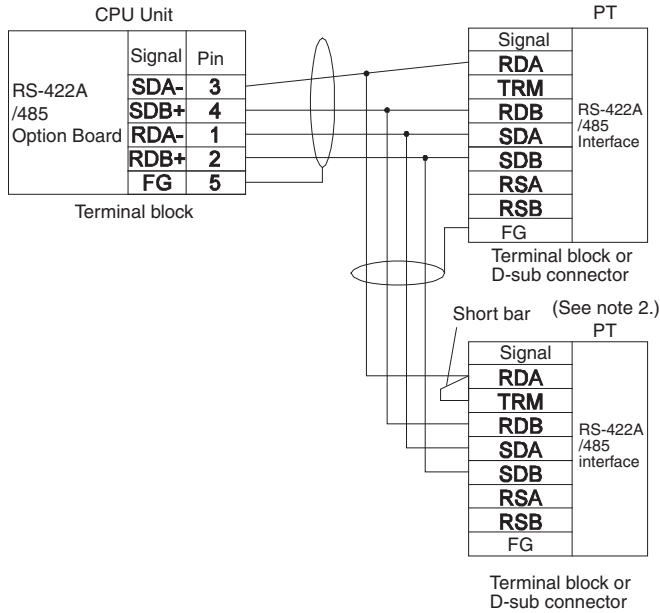 CPU Unit
Signal Pin
RS-422A
/485
Option Board
SDA- 3
SDB+ 4
RDA- 1
RDB+ 2
FG 5
Terminal block
PT
Signal
RDA
TRM
RDB
SDA
SDB
RSA
RSB
FG
RS-422A
/485
Interface
Terminal block or
D-sub connector
Short bar
(See note 2.)
PT
Signal
RDA
TRM
RDB
SDA
SDB
RSA
RSB
FG
RS-422A
/485
interface
Terminal block or
D-sub connector